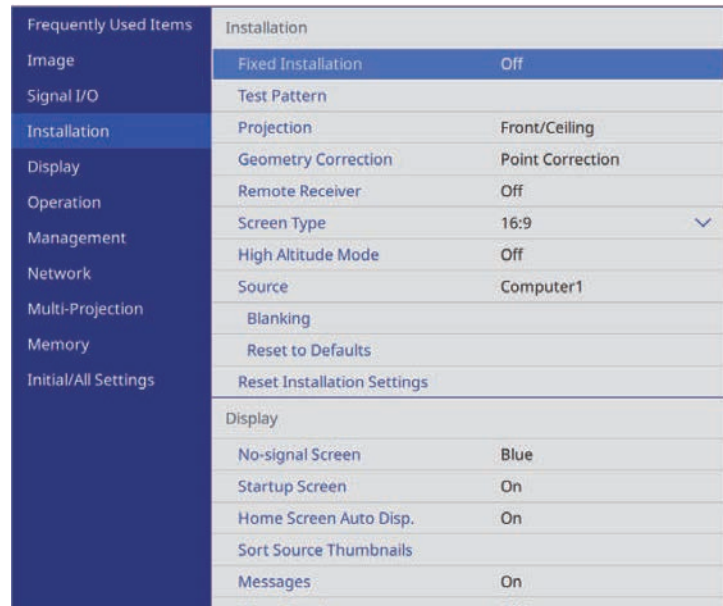 Frequently Used Items
Image
Signal I/O
Installation
Display
Operation
Management
Network
Multi-Projection
Memory
Initial/All Settings
Installation
Fixed Installation Off
Test Pattern
Projection Front/Ceiling
Geometry Correction Point Correction
Remote Receiver Off
Screen Type 16:9
High Altitude Mode Off
Source Computer1
Blanking
Reset to Defaults
Reset Installation Settings
Display
No-signal Screen Blue
Startup Screen On
Home Screen Auto Disp. On
Sort Source Thumbnails
Messages On